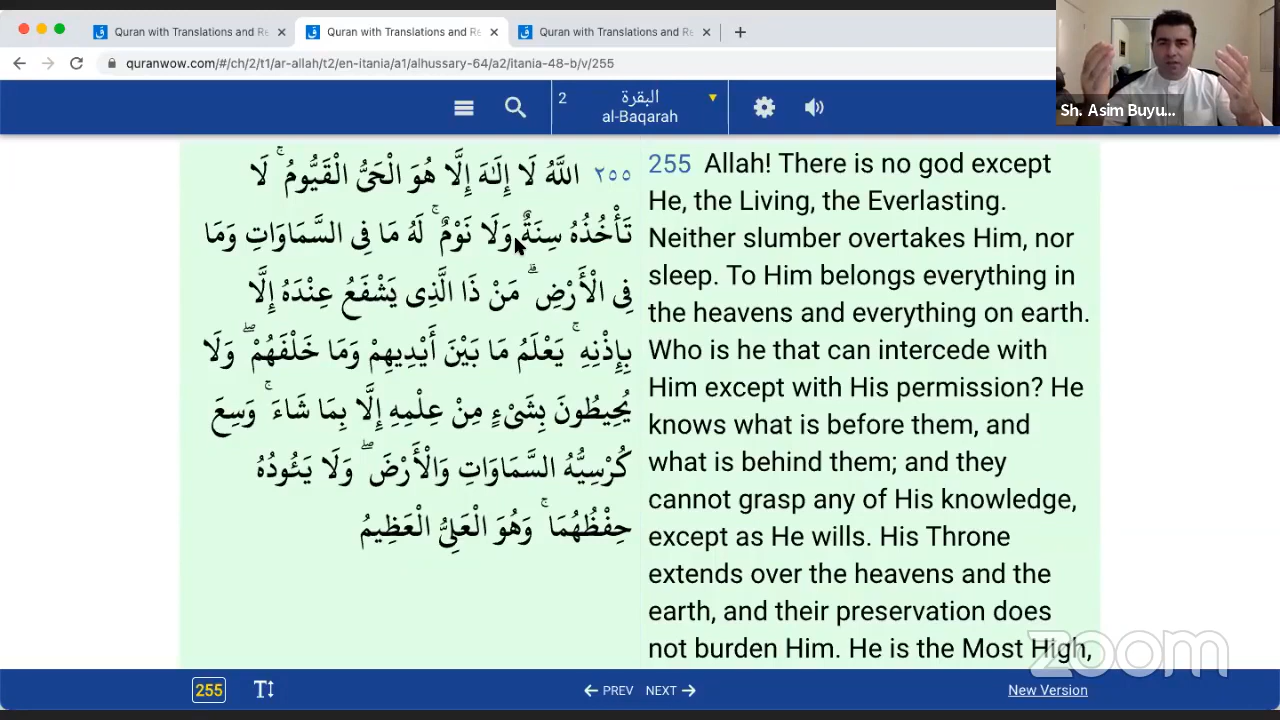 Quran with Translations and Re
Quran with Translations and Re
Quran with Translations and Re
quranwow.com/#/ch/2/t1/ar-allah/t2/en-itania/a1/alhussary-64/a2/itania-48-b/v/255
Sh. Asim Buyu...
2 البقرة
al-Baqarah
٢٥٥ اللَّهُ لَا إِلَـٰهَ إِلَّا هُوَ الْحَىُّ الْقَيُّومُ ۚ لَا
تَأْخُذُهُ سِنَةٌ وَلَا نَوْمٌ ۚ لَهُ مَا فِى السَّمَاوَاتِ وَمَا
فِى الْأَرْضِ ۗ مَنْ ذَا الَّذِى يَشْفَعُ عِنْدَهُ إِلَّا
بِإِذْنِهِ ۚ يَعْلَمُ مَا بَيْنَ أَيْدِيهِمْ وَمَا خَلْفَهُمْ ۖ وَلَا
يُحِيطُونَ بِشَىْءٍ مِنْ عِلْمِهِ إِلَّا بِمَا شَاءَ ۚ وَسِعَ
كُرْسِيُّهُ السَّمَاوَاتِ وَالْأَرْضَ ۖ وَلَا يَـُٔودُهُ
حِفْظُهُمَا ۚ وَهُوَ الْعَلِىُّ الْعَظِيمُ
255 Allah! There is no god except
He, the Living, the Everlasting.
Neither slumber overtakes Him, nor
sleep. To Him belongs everything in
the heavens and everything on earth.
Who is he that can intercede with
Him except with His permission? He
knows what is before them, and
what is behind them; and they
cannot grasp any of His knowledge,
except as He wills. His Throne
extends over the heavens and the
earth, and their preservation does
not burden Him. He is the Most High,
zoom
255
PREV NEXT
New Version